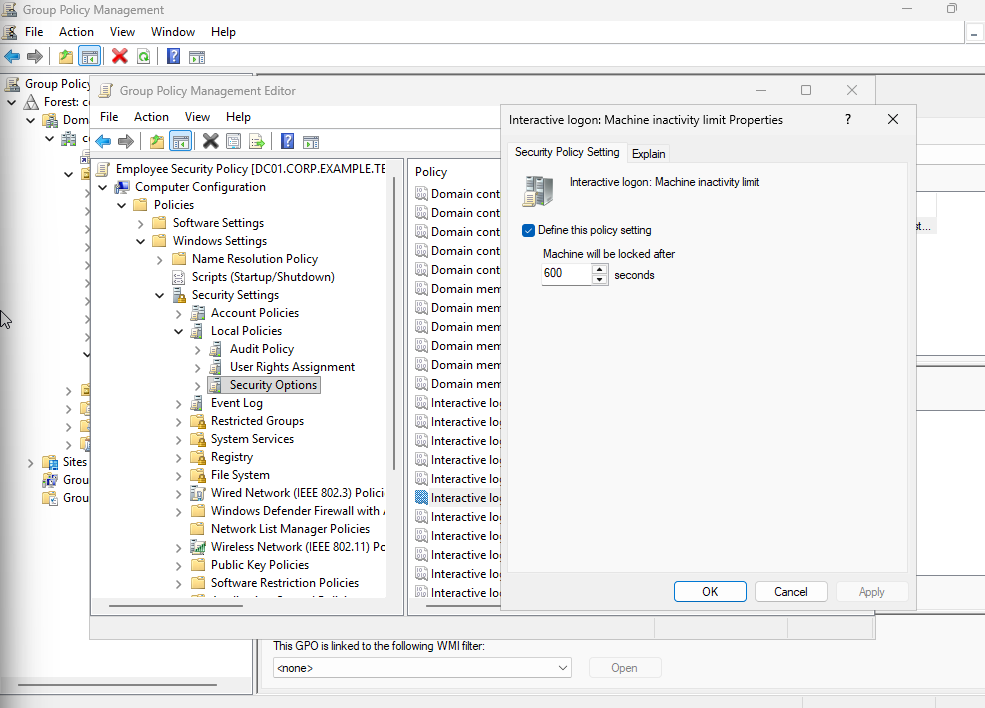 Group Policy Management
File Action View Window Help
Group Policy
Forest:
Dom
Sites
Grou
Grou
Group Policy Management Editor
File Action View Help
Employee Security Policy [DC01.CORP.EXAMPLE.TE
Computer Configuration
Policies
Software Settings
Windows Settings
Name Resolution Policy
Scripts (Startup/Shutdown)
Security Settings
Account Policies
Local Policies
Audit Policy
User Rights Assignment
Security Options
Event Log
Restricted Groups
System Services
Registry
File System
Wired Network (IEEE 802.3) Polici
Windows Defender Firewall with
Network List Manager Policies
Wireless Network (IEEE 802.11) Po
Public Key Policies
Software Restriction Policies
Policy
Domain cont
Domain cont
Domain cont
Domain cont
Domain cont
Domain mem
Domain mem
Domain mem
Domain mem
Domain mem
Domain mem
Interactive lo
Interactive lo
Interactive lo
Interactive lo
Interactive lo
Interactive lo
Interactive lo
Interactive lo
Interactive lo
Interactive lo
Interactive lo
Interactive logon: Machine inactivity limit Properties
?
Security Policy Setting Explain
Interactive logon: Machine inactivity limit
Define this policy setting
Machine will be locked after
600 seconds
OK Cancel Apply
st...
This GPO is linked to the following WMI filter:
<none> Open